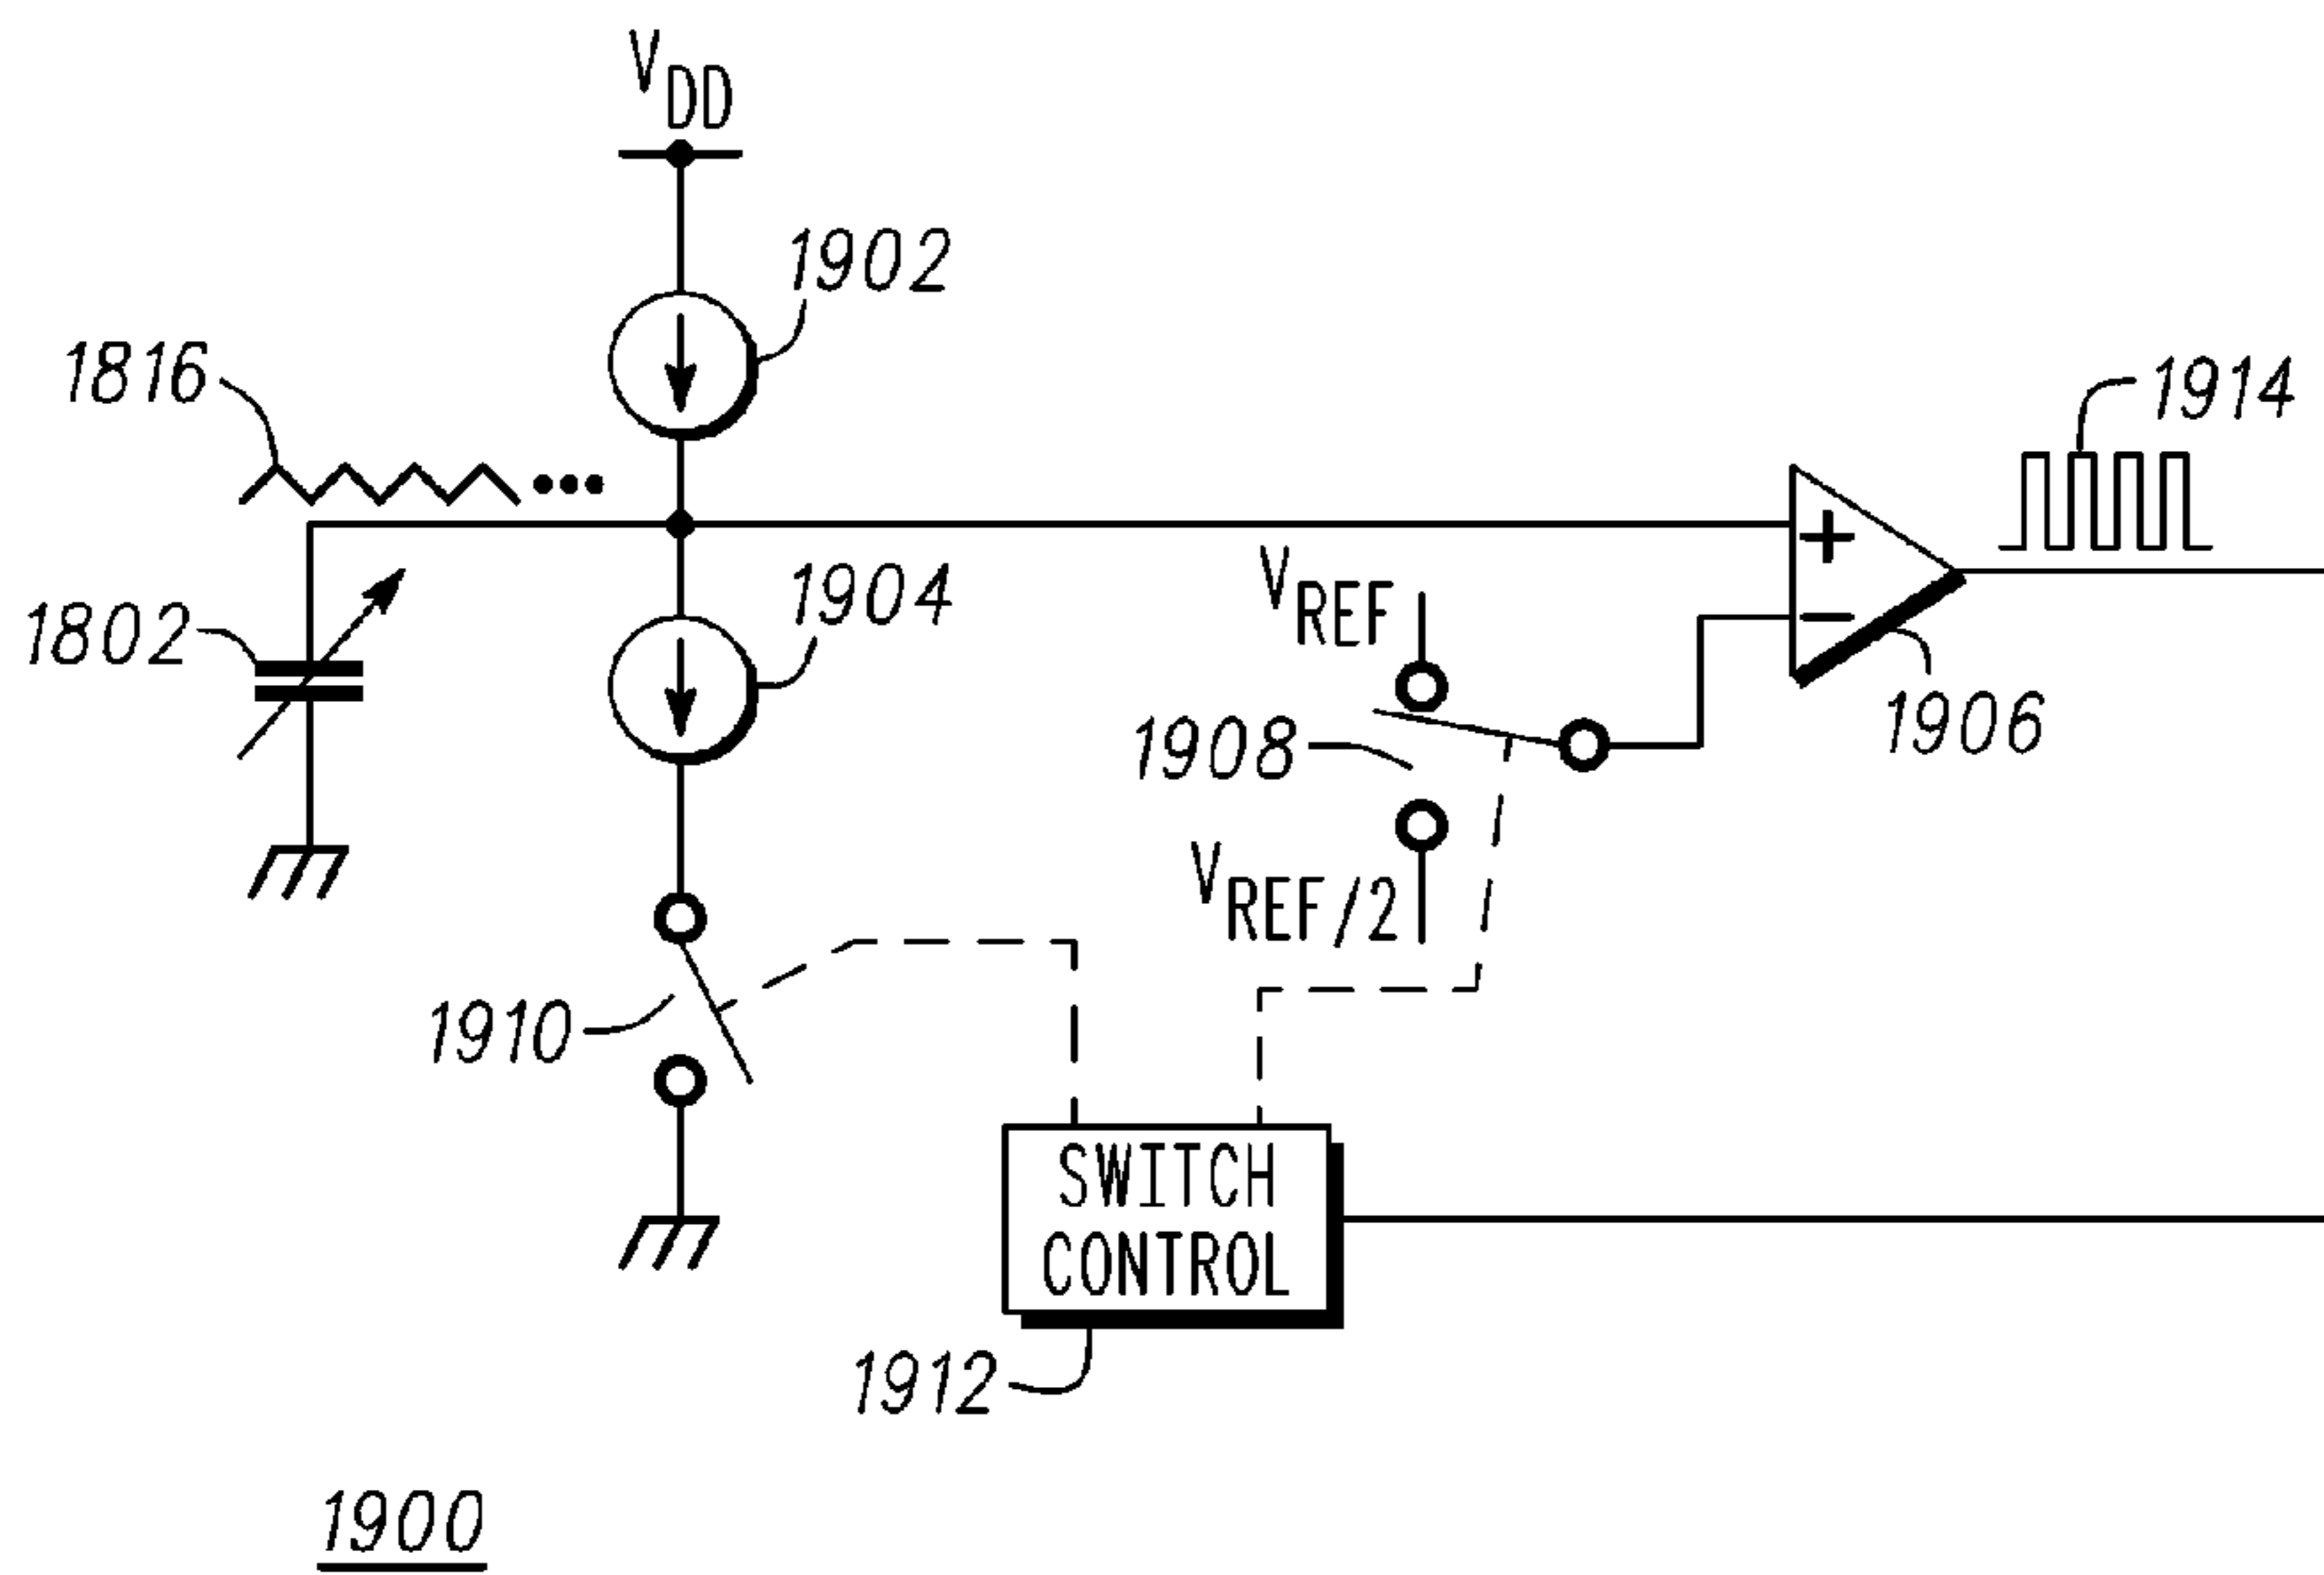 VDD
1902
1816
1914
+
1904
VREF
1802
−
1908
1906
VREF/2
1910
SWITCH
CONTROL
1912
1900